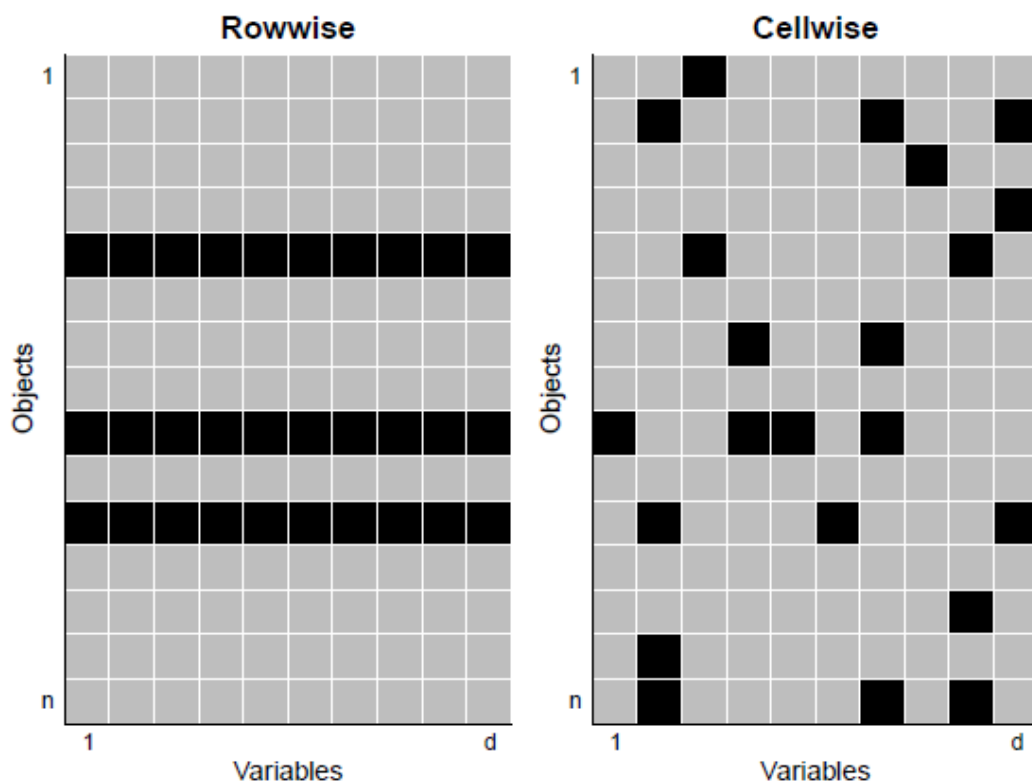 Rowwise
1
Objects
n
1 d
Variables
Cellwise
1
Objects
n
1 d
Variables